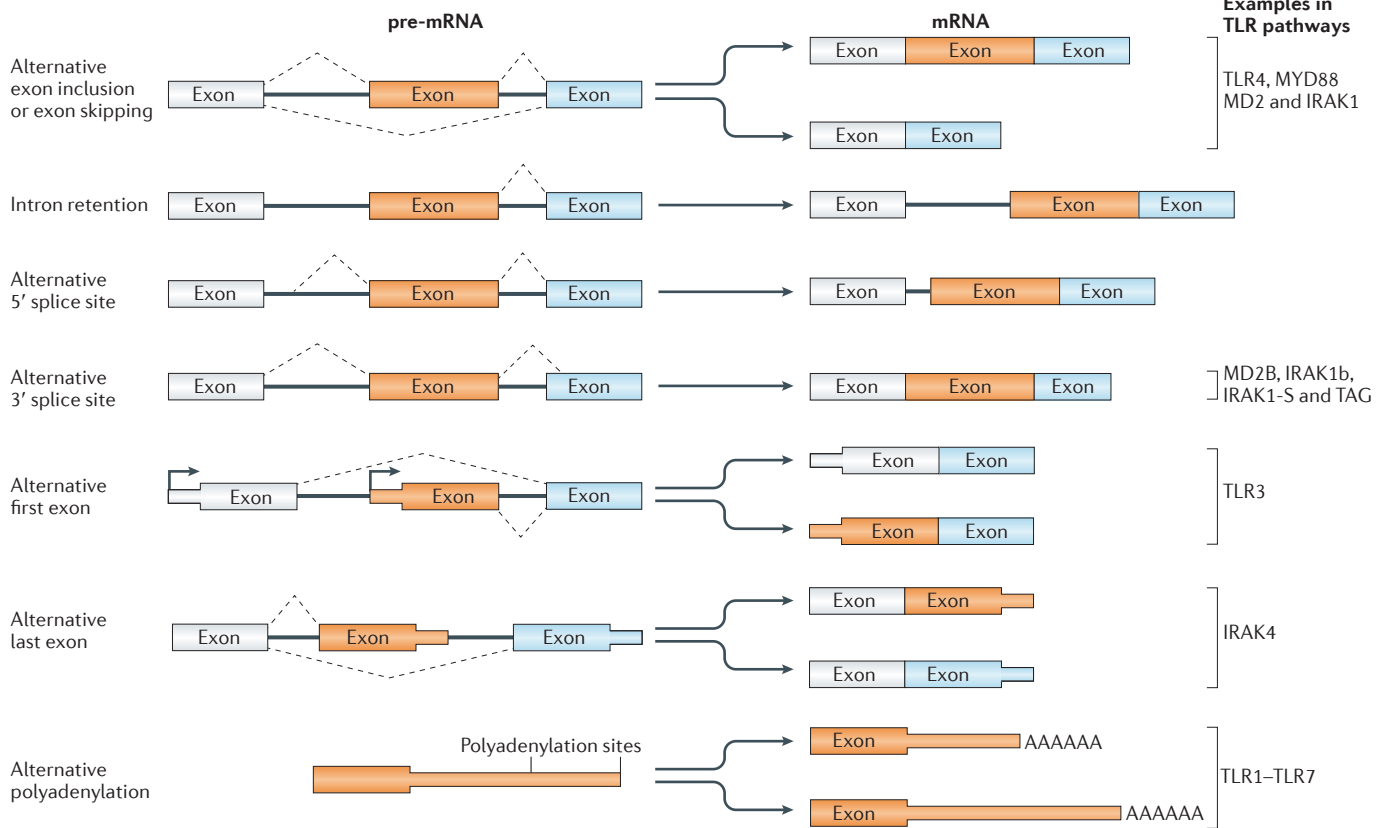 pre-mRNA
mRNA
Examples in
TLR pathways
Alternative
exon inclusion
or exon skipping
Exon
Exon
Exon
Exon
Exon
Exon
Exon
Exon
TLR4, MYD88
MD2 and IRAK1
Intron retention
Exon
Exon
Exon
Exon
Exon
Exon
Alternative
5′ splice site
Exon
Exon
Exon
Exon
Exon
Exon
Alternative
3′ splice site
Exon
Exon
Exon
Exon
Exon
Exon
MD2B, IRAK1b,
IRAK1-S and TAG
Alternative
first exon
Exon
Exon
Exon
Exon
Exon
Exon
Exon
TLR3
Alternative
last exon
Exon
Exon
Exon
Exon
Exon
Exon
Exon
IRAK4
Alternative
polyadenylation
Polyadenylation sites
Exon
AAAAAA
Exon
AAAAAA
TLR1–TLR7